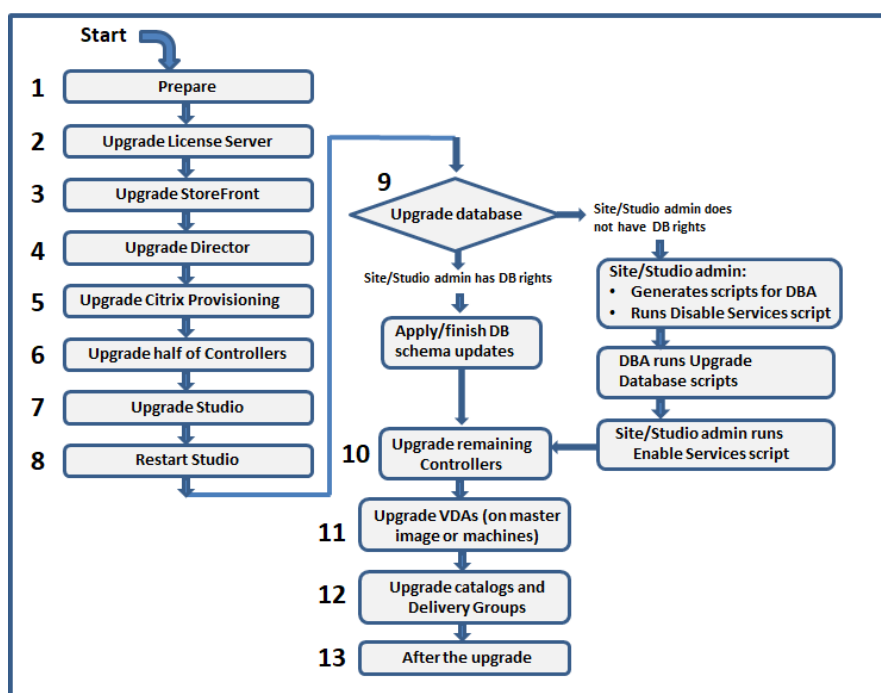 Start
1
Prepare
2
Upgrade License Server
3
Upgrade StoreFront
4
Upgrade Director
5
Upgrade Citrix Provisioning
6
Upgrade half of Controllers
7
Upgrade Studio
8
Restart Studio
9
Upgrade database
Site/Studio admin does
not have DB rights
Site/Studio admin has DB rights
Apply/finish DB
schema updates
Site/Studio admin:
• Generates scripts for DBA
• Runs Disable Services script
DBA runs Upgrade
Database scripts
Site/Studio admin runs
Enable Services script
10
Upgrade remaining
Controllers
11
Upgrade VDAs (on master
image or machines)
12
Upgrade catalogs and
Delivery Groups
13
After the upgrade